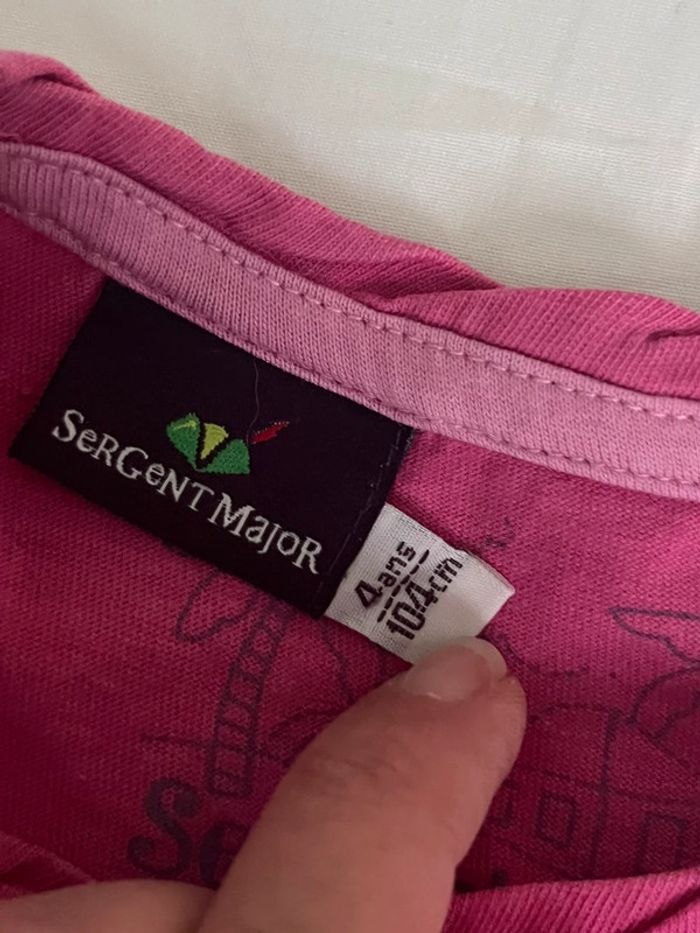 SerGeNT MajoR
4 ans
104 cm